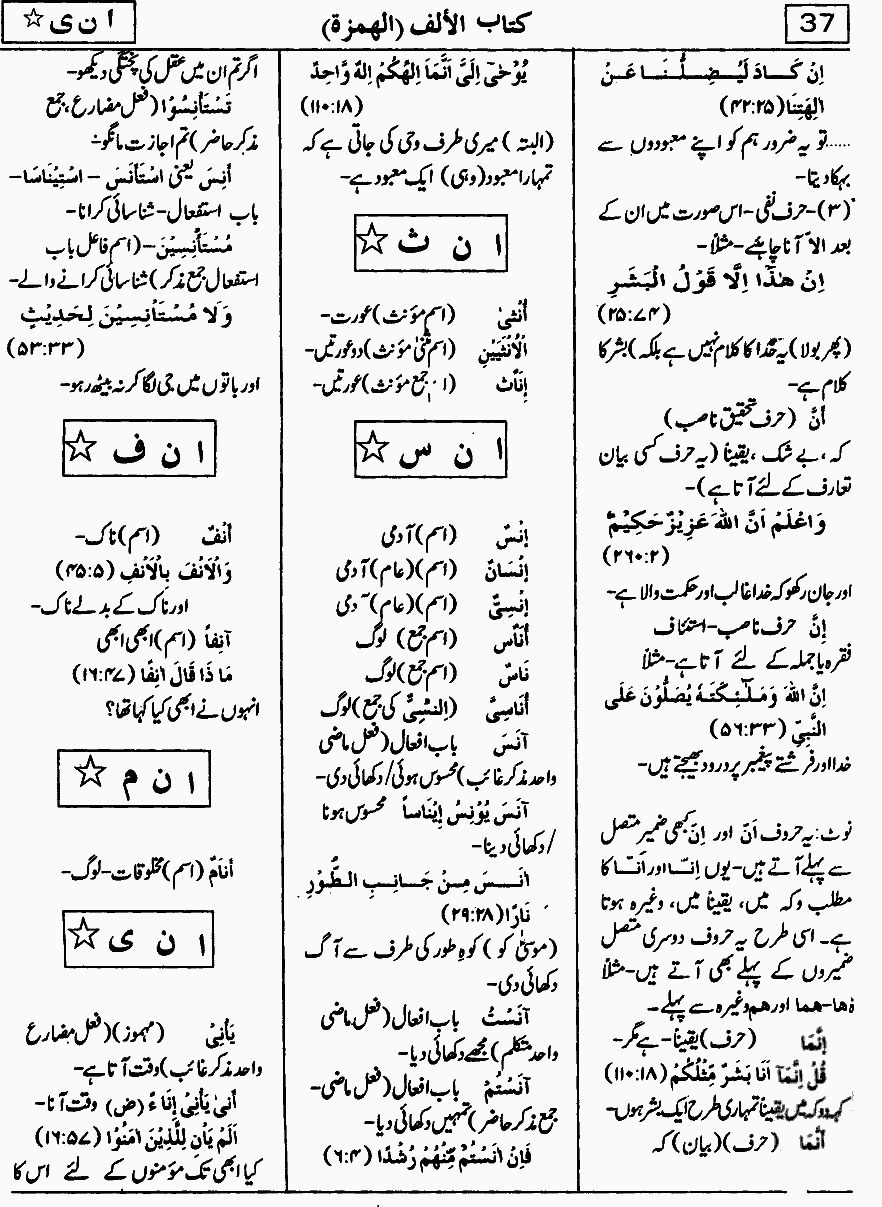 37
كتاب الألف (الهمزة)
ا ن ی ☆
اِنْ كَادَ لَيُضِلُّنَا عَنْ
اٰلِهَتِنَا (۴۲:۲۵)
.....تو یہ ضرور ہم کو اپنے معبودوں سے
بہکا دیتا-
(۳)-حرف نفی-اس صورت میں ان کے
بعد الا آنا چاہئے-مثلاً-
اِنْ هٰذَا اِلَّا قَوْلُ الْبَشَرِ
(۲۵:۷۴)
(پھر بولا) یہ خدا کا کلام نہیں ہے بلکہ) بشر کا
کلام ہے-
أَنَّ (حرف تحقیق ناصب)
کہ، بے شک، یقیناً (یہ حرف کسی بیان
تعارف کے لئے آتا ہے)-
وَاعْلَمْ اَنَّ اللهَ عَزِيْزٌ حَكِيْمٌ
(۲۶۰:۲)
اور جان رکھو کہ خدا غالب اور حکمت والا ہے-
إِنَّ حرف ناصب-استئناف
فقرہ یا جملہ کے لئے آتا ہے-مثلاً
اِنَّ اللهَ وَمَلٰٓئِكَتَهٗ يُصَلُّوْنَ عَلَى
النَّبِيِّ (۵۶:۳۳)
خدا اور فرشتے پیغمبر پر درود بھیجتے ہیں-
نوٹ: یہ حروف اَنّ اور اِنّ کبھی ضمیر متصل
سے پہلے آتے ہیں-یوں اِنّا اور اَنّا کا
مطلب وکہ میں، یقیناً میں، وغیرہ ہوتا
ہے۔ اسی طرح یہ حروف دوسری متصل
ضمیروں کے پہلے بھی آتے ہیں-مثلاً
ہ ها-هما اور هم وغیرہ سے پہلے-
إِنَّمَا (حرف) یقیناً-ہے مگر-
قُلْ اِنَّمَآ اَنَا بَشَرٌ مِّثْلُكُمْ (۱۱۰:۱۸)
کہہ دو کہ میں یقیناً تمہاری طرح ایک بشر ہوں-
أَنَّمَا (حرف)(بیان) کہ
يُوْحٰٓى اِلَىَّ اَنَّمَآ اِلٰهُكُمْ اِلٰهٌ وَّاحِدٌ
(۱۱۰:۱۸)
(البتہ) میری طرف وحی کی جاتی ہے کہ
تمہارا معبود (وہی) ایک معبود ہے-
ا ن ث ☆
أُنْثٰى (اسم مؤنث) عورت-
الْاُنْثَيَيْنِ (اسم مثنیٰ مؤنث) دو عورتیں-
إِنَاثٌ (اسم جمع مؤنث) عورتیں-
ا ن س ☆
إِنْسٌ (اسم) آدمی
إِنْسَانٌ (اسم)(عام) آدمی
إِنْسِيٌّ (اسم)(عام) آدمی
أُنَاسٌ (اسم جمع) لوگ
نَاسٌ (اسم جمع) لوگ
أَنَاسِيَّ (اِلنْسِيٌّ کی جمع) لوگ
آنَسَ باب افعال (فعل ماضی
واحد مذکر غائب) محسوس ہوئی/دکھائی دی-
آنَسَ يُؤْنِسُ إِيْنَاساً محسوس ہونا
/دکھائی دینا-
اٰنَسَ مِنْ جَانِبِ الطُّوْرِ
نَارًا (۲۹:۲۸)
(موسیٰ کو) کوہِ طور کی طرف سے آگ
دکھائی دی-
آنَسْتُ باب افعال (فعل ماضی
واحد متکلم) مجھے دکھائی دیا-
آنَسْتُمْ باب افعال (فعل ماضی-
جمع مذکر حاضر) تمہیں دکھائی دیا-
فَاِنْ اٰنَسْتُمْ مِّنْهُمْ رُشْدًا (۶:۴)
اگر تم ان میں عقل کی پختگی دیکھو-
تَسْتَأْنِسُوْا (فعل مضارع، جمع
مذکر حاضر) تم اجازت مانگو-
أَنِسَ یعنی اسْتَأْنَسَ-اسْتِيْنَاسًا-
باب استفعال-شناسائی کرانا-
مُسْتَأْنِسِيْنَ-(اسم فاعل باب
استفعال جمع مذکر) شناسائی کرانے والے-
وَلَا مُسْتَاْنِسِيْنَ لِحَدِيْثٍ
(۵۳:۳۳)
اور باتوں میں جی لگا کر نہ بیٹھ رہو-
ا ن ف ☆
أَنْفٌ (اسم) ناک-
وَالْاَنْفَ بِالْاَنْفِ (۴۵:۵)
اور ناک کے بدلے ناک-
آنِفاً (اسم) ابھی ابھی
مَا ذَا قَالَ اٰنِفًا (۱۶:۴۷)
انہوں نے ابھی کیا کہا تھا؟
ا ن م ☆
أَنَامٌ (اسم) مخلوقات-لوگ-
ا ن ی ☆
يَأْنِيْ (مہموز)(فعل مضارع
واحد مذکر غائب) وقت آتا ہے-
أَنٰى يَأْنِيْ إِنَاءً (ض) وقت آنا-
اَلَمْ يَاْنِ لِلَّذِيْنَ اٰمَنُوْا (۱۶:۵۷)
کیا ابھی تک مؤمنوں کے لئے اس کا